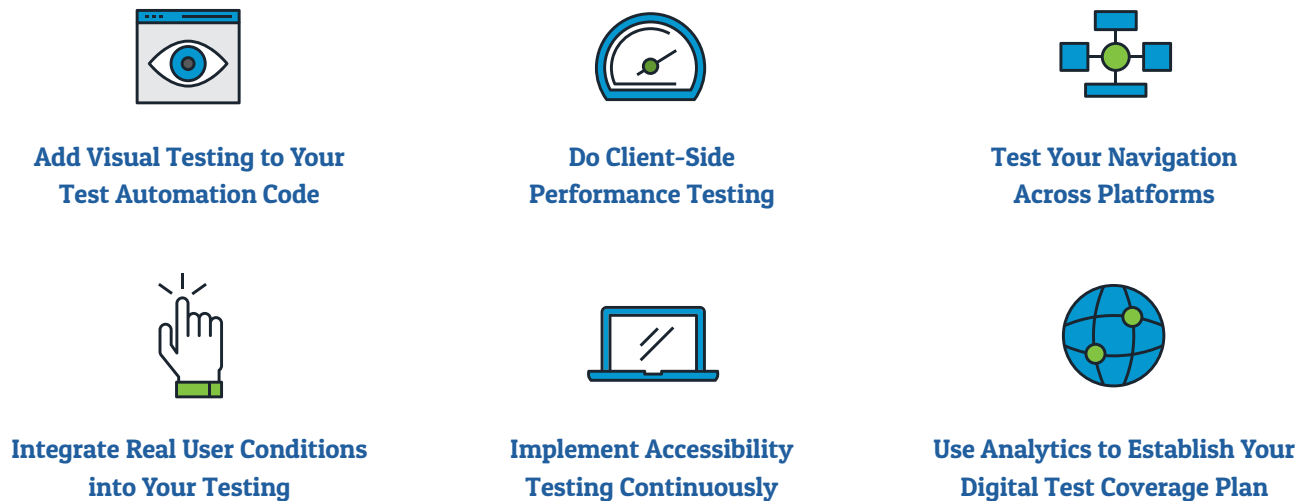 Add Visual Testing to Your
Test Automation Code
Do Client-Side
Performance Testing
Test Your Navigation
Across Platforms
Integrate Real User Conditions
into Your Testing
Implement Accessibility
Testing Continuously
Use Analytics to Establish Your
Digital Test Coverage Plan